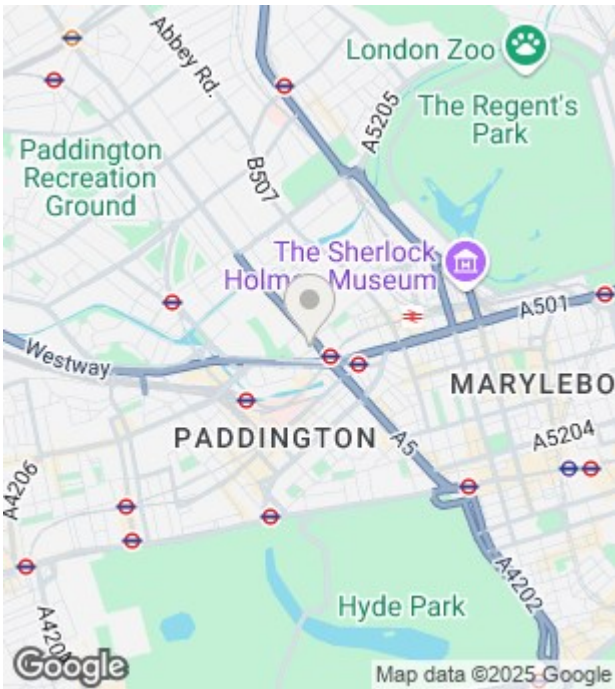 Abbey Rd.
London Zoo
A5205
The Regent's
Park
Paddington
Recreation
Ground
B507
The Sherlock
Holmes Museum
A501
Westway
MARYLEBO
PADDINGTON
A5
A5204
A4206
A4202
Hyde Park
Google
Map data ©2025 Google